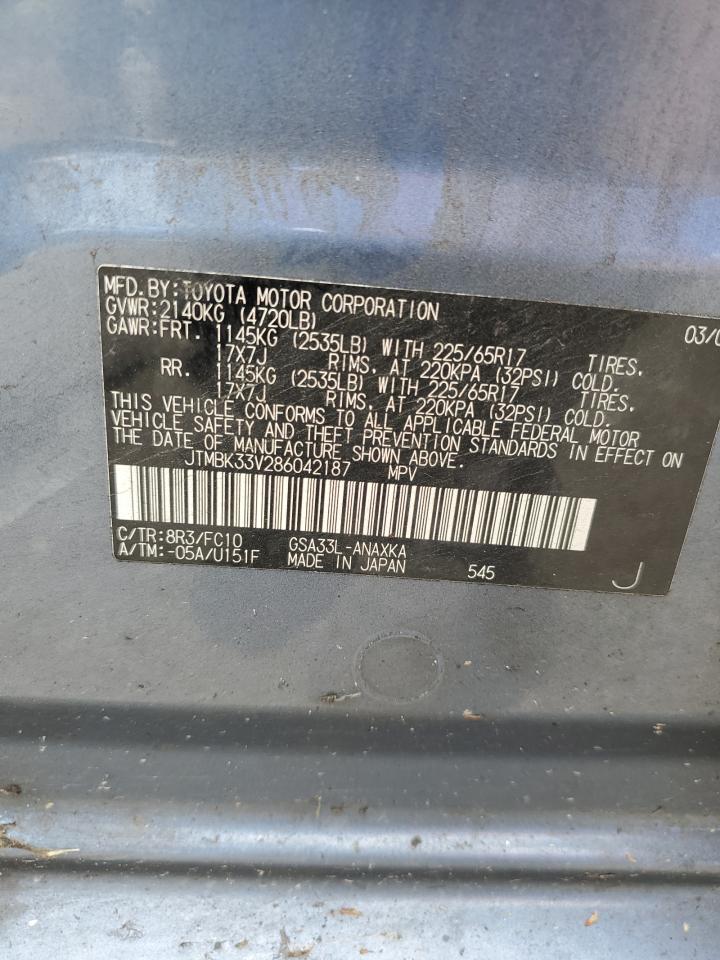 MFD. BY: TOYOTA MOTOR CORPORATION 03/0
GVWR: 2140KG (4720LB)
GAWR: FRT. 1145KG (2535LB) WITH 225/65R17 TIRES.
17X7J RIMS, AT 220KPA (32PSI) COLD.
RR. 1145KG (2535LB) WITH 225/65R17 TIRES.
17X7J RIMS, AT 220KPA (32PSI) COLD.
THIS VEHICLE CONFORMS TO ALL APPLICABLE FEDERAL MOTOR
VEHICLE SAFETY AND THEFT PREVENTION STANDARDS IN EFFECT ON
THE DATE OF MANUFACTURE SHOWN ABOVE.
JTMBK33V286042187 MPV
C/TR: 8R3/FC10 GSA33L-ANAXKA
A/TM: -05A/U151F MADE IN JAPAN 545 J